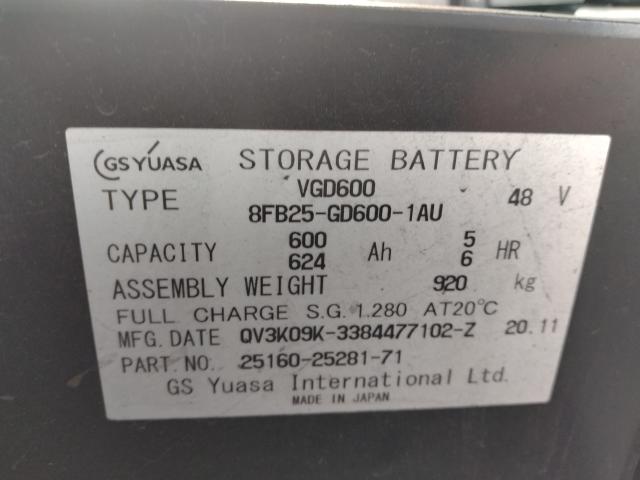 GS YUASA STORAGE BATTERY
TYPE VGD600 48 V
8FB25-GD600-1AU
CAPACITY 600 Ah 5 HR
624 6
ASSEMBLY WEIGHT 920 kg
FULL CHARGE S.G. 1.280 AT20℃
MFG. DATE QV3K09K-3384477102-Z 20.11
PART. NO. 25160-25281-71
GS Yuasa International Ltd.
MADE IN JAPAN